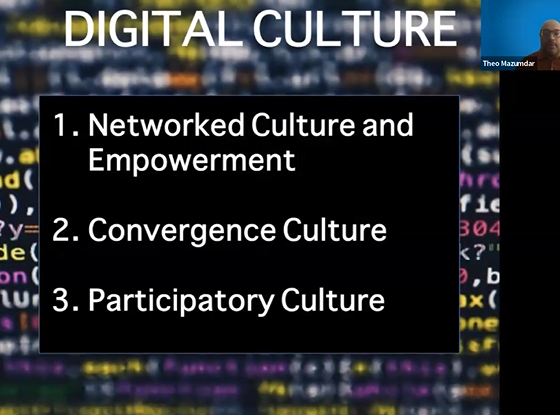 DIGITAL CULTURE
Theo Mazumdar
1. Networked Culture and
Empowerment
2. Convergence Culture
3. Participatory Culture